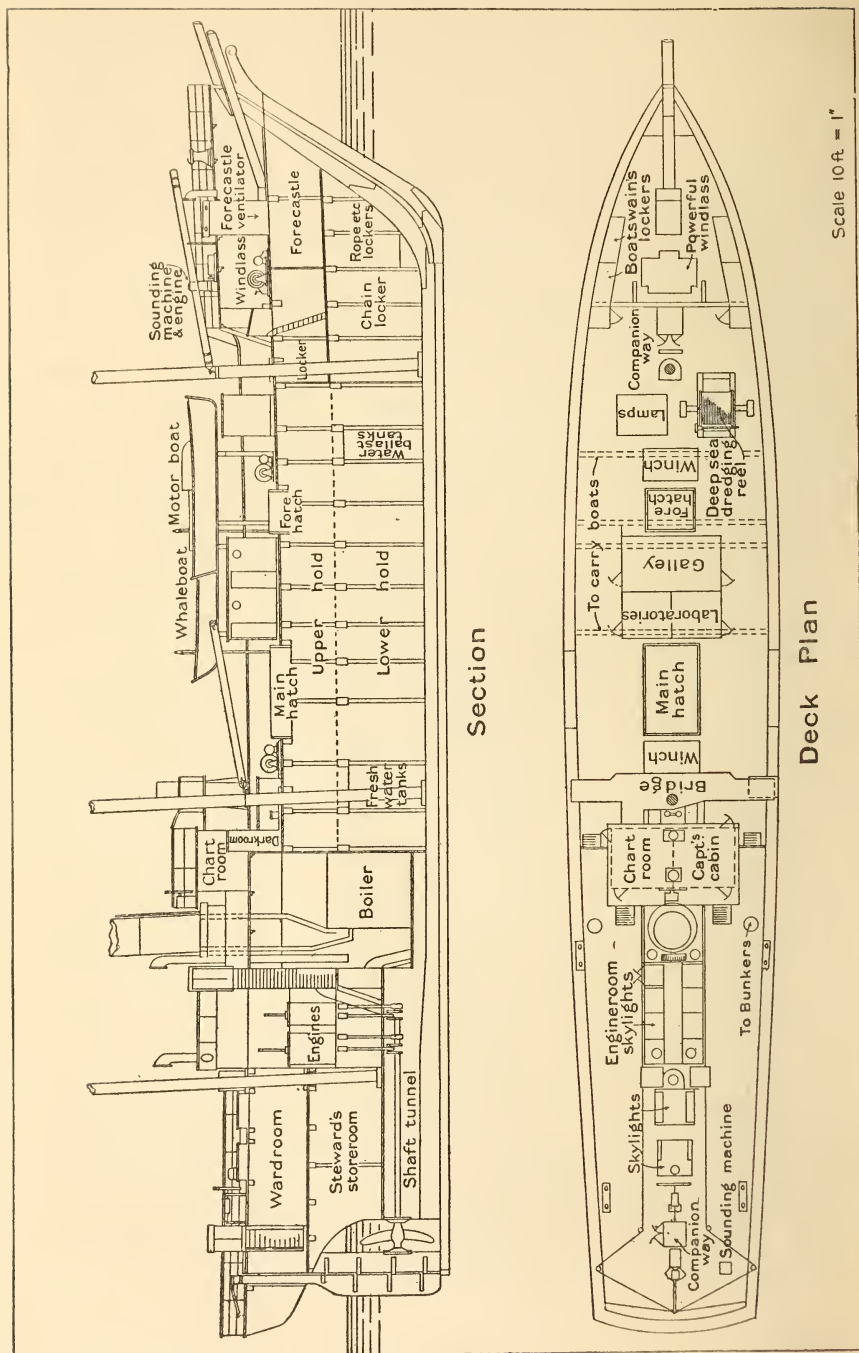 Sounding
machine
& engine
Forecastle
ventilator
Windlass
Forecastle
Rope etc
lockers
Chain
locker
Locker
Motor boat
Whaleboat
Water
ballast
tanks
Fore
hatch
Upper hold
Lower hold
Main
hatch
Fresh
water
tanks
Darkroom
Chart
room
Boiler
Engines
Wardroom
Steward's
storeroom
Shaft tunnel
Section
Boatswain's
lockers
Powerful
windlass
Companion
way
Lamps
Deep sea
dredging
reel
Winch
Fore
hatch
To carry boats
Galley
Laboratories
Main
hatch
Winch
Bridge
Chart
room
Capt's
cabin
Engineroom
skylights
To Bunkers
Skylights
Sounding machine
Companion
way
Deck Plan
Scale 10ft = 1"